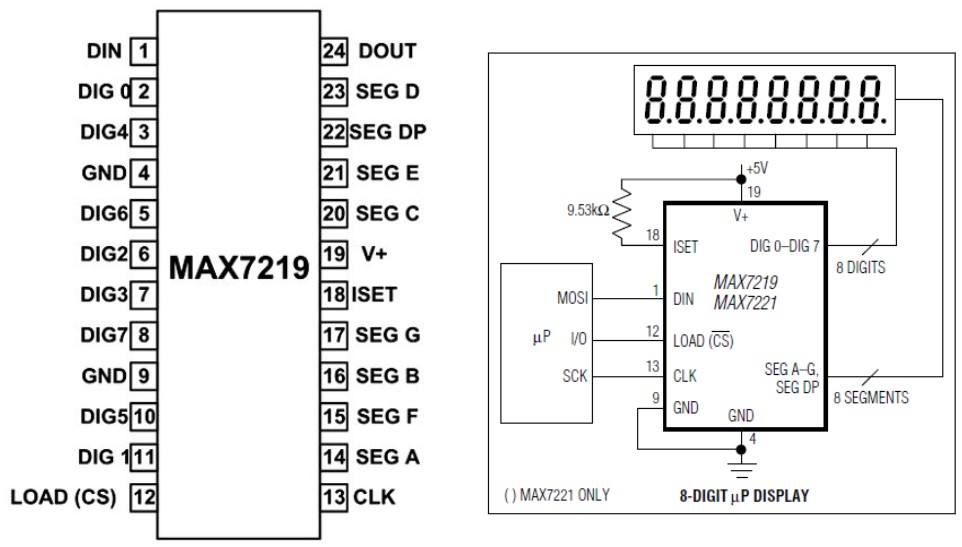 DIN 1
DIG 0 2
DIG4 3
GND 4
DIG6 5
DIG2 6
DIG3 7
DIG7 8
GND 9
DIG5 10
DIG 1 11
LOAD (CS) 12
MAX7219
24 DOUT
23 SEG D
22 SEG DP
21 SEG E
20 SEG C
19 V+
18 ISET
17 SEG G
16 SEG B
15 SEG F
14 SEG A
13 CLK
8.8.8.8.8.8.8.8.
+5V
19
9.53kΩ
V+
18 ISET
DIG 0–DIG 7
8 DIGITS
MAX7219
MAX7221
MOSI 1 DIN
µP I/O 12 LOAD (C̅S̅)
SCK 13 CLK
SEG A–G,
SEG DP
8 SEGMENTS
9 GND
GND
4
( ) MAX7221 ONLY
8-DIGIT µP DISPLAY